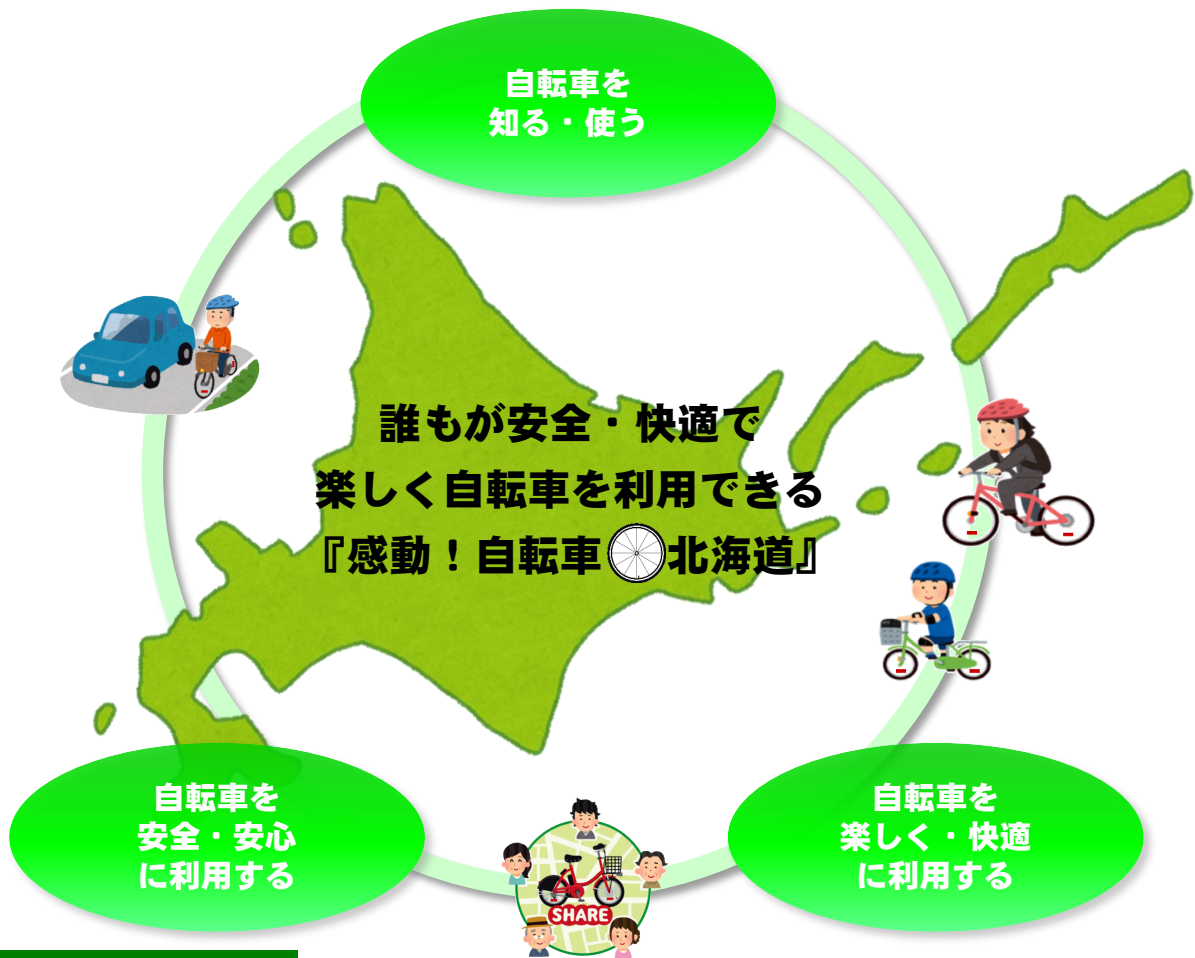 自転車を
知る・使う
誰もが安全・快適で
楽しく自転車を利用できる
『感動！自転車北海道』
自転車を
安全・安心
に利用する
自転車を
楽しく・快適
に利用する
SHARE